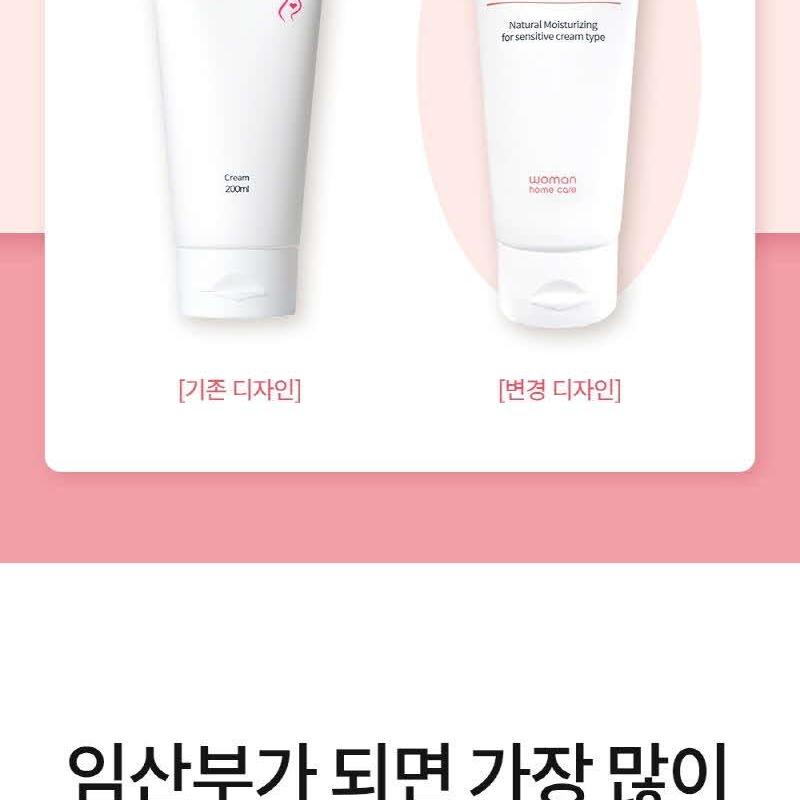 Natural Moisturizing
for sensitive cream type
Cream
200ml
woman
home care
[기존 디자인]
[변경 디자인]
임산부가 되면 가장 많이